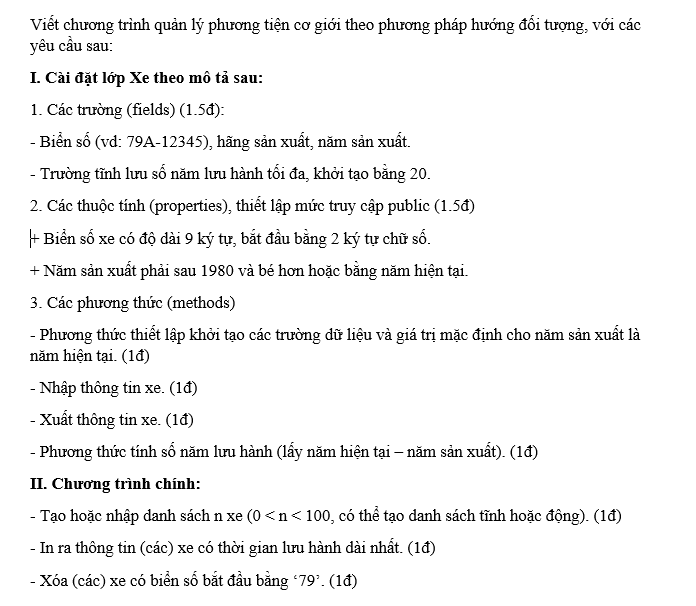 Viết chương trình quản lý phương tiện cơ giới theo phương pháp hướng đối tượng, với các
yêu cầu sau:
I. Cài đặt lớp Xe theo mô tả sau:
1. Các trường (fields) (1.5đ):
- Biển số (vd: 79A-12345), hãng sản xuất, năm sản xuất.
- Trường tĩnh lưu số năm lưu hành tối đa, khởi tạo bằng 20.
2. Các thuộc tính (properties), thiết lập mức truy cập public (1.5đ)
+ Biển số xe có độ dài 9 ký tự, bắt đầu bằng 2 ký tự chữ số.
+ Năm sản xuất phải sau 1980 và bé hơn hoặc bằng năm hiện tại.
3. Các phương thức (methods)
- Phương thức thiết lập khởi tạo các trường dữ liệu và giá trị mặc định cho năm sản xuất là
năm hiện tại. (1đ)
- Nhập thông tin xe. (1đ)
- Xuất thông tin xe. (1đ)
- Phương thức tính số năm lưu hành (lấy năm hiện tại – năm sản xuất). (1đ)
II. Chương trình chính:
- Tạo hoặc nhập danh sách n xe (0 < n < 100, có thể tạo danh sách tĩnh hoặc động). (1đ)
- In ra thông tin (các) xe có thời gian lưu hành dài nhất. (1đ)
- Xóa (các) xe có biển số bắt đầu bằng ‘79’. (1đ)